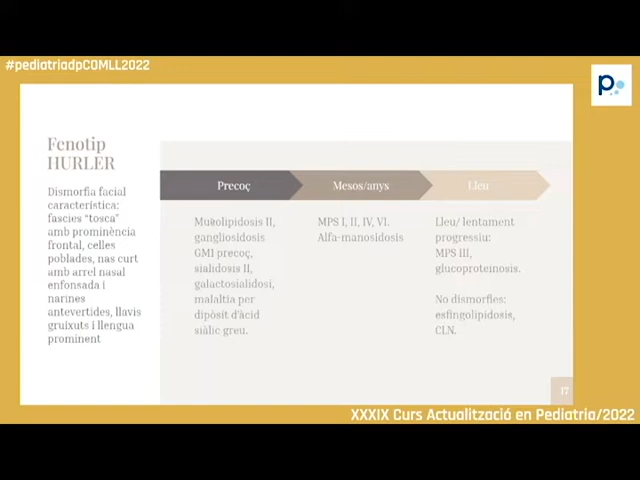 #pediatriadpCOMLL2022
p
Fenotip
HURLER
Dismorfia facial
característica:
fascies "tosca"
amb prominència
frontal, celles
poblades, nas curt
amb arrel nasal
enfonsada i
narines
antevertides, llavis
gruixuts i llengua
prominent
Precoç
Mukolipidosis II,
gangliosidosis
GM1 precoç,
sialidosis II,
galactosialidosi,
malaltia per
dipòsit d'àcid
siàlic greu.
Mesos/anys
MPS I, II, IV, VI.
Alfa-manosidosis
Lleu
Lleu/ lentament
progressiu:
MPS III,
glucoproteïnosis.
No dismorfies:
esfingolipidosis,
CLN.
17
XXXIX Curs Actualització en Pediatria/2022